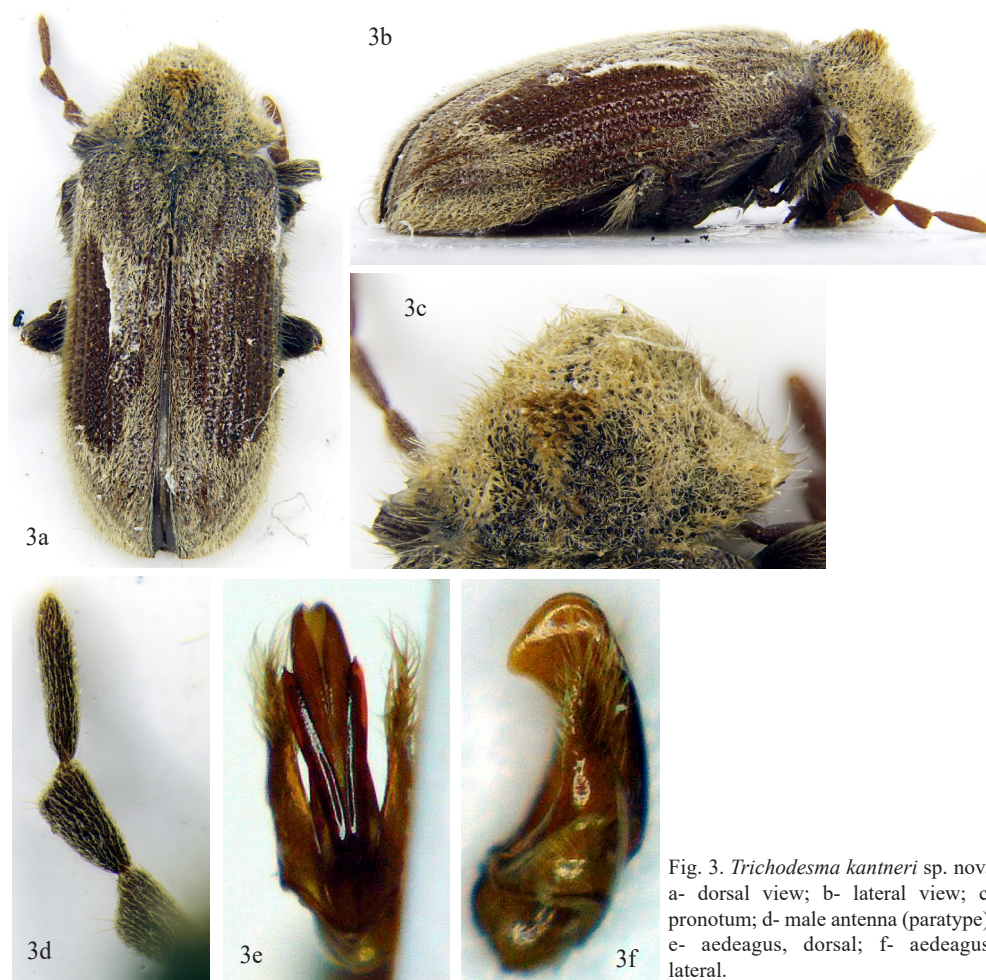 3a
3b
3c
3d
3e
3f
Fig. 3. Trichodesma kantneri sp. nov.
a- dorsal view; b- lateral view; c
pronotum; d- male antenna (paratype)
e- aedeagus, dorsal; f- aedeagus
lateral.